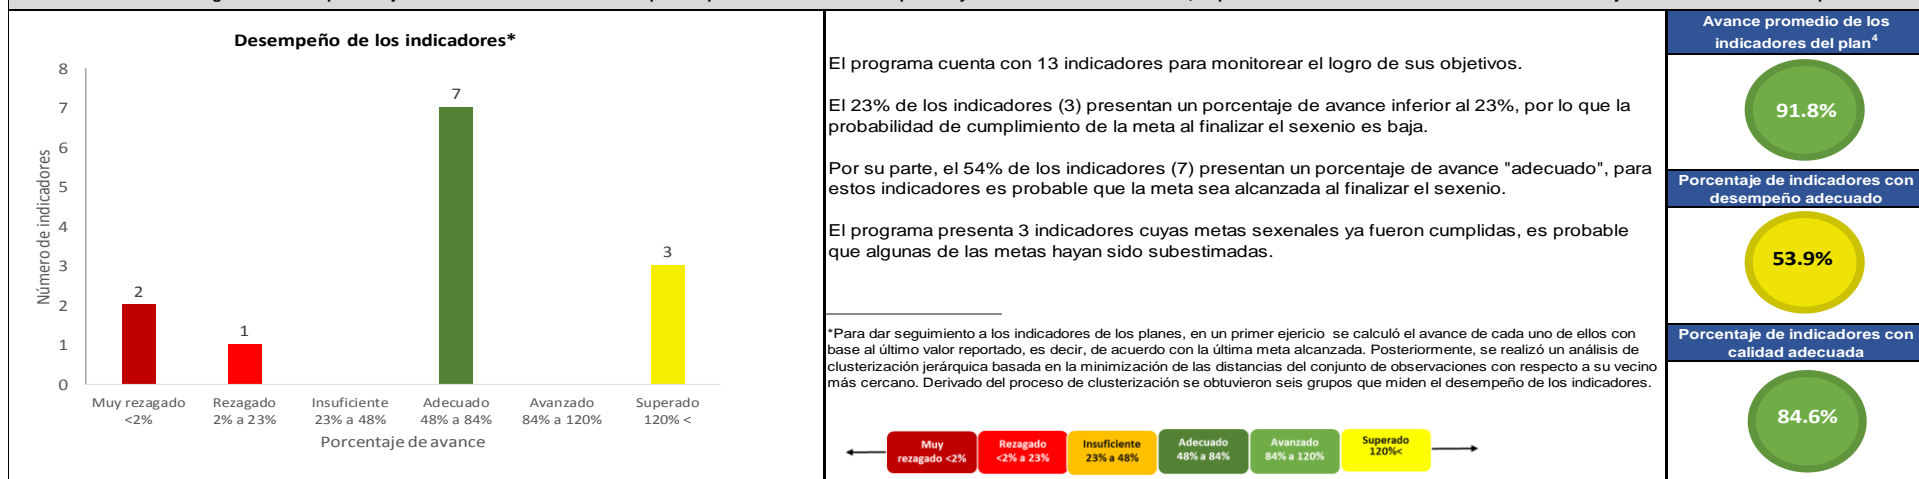 Desempeño de los indicadores*
8
7
6
5
4
3
2
1
0
Número de indicadores
2
1
7
3
Muy rezagado
<2%
Rezagado
2% a 23%
Insuficiente
23% a 48%
Adecuado
48% a 84%
Avanzado
84% a 120%
Superado
120% <
Porcentaje de avance
El programa cuenta con 13 indicadores para monitorear el logro de sus objetivos.
El 23% de los indicadores (3) presentan un porcentaje de avance inferior al 23%, por lo que la
probabilidad de cumplimiento de la meta al finalizar el sexenio es baja.
Por su parte, el 54% de los indicadores (7) presentan un porcentaje de avance "adecuado", para
estos indicadores es probable que la meta sea alcanzada al finalizar el sexenio.
El programa presenta 3 indicadores cuyas metas sexenales ya fueron cumplidas, es probable
que algunas de las metas hayan sido subestimadas.
*Para dar seguimiento a los indicadores de los planes, en un primer ejercicio se calculó el avance de cada uno de ellos con
base al último valor reportado, es decir, de acuerdo con la última meta alcanzada. Posteriormente, se realizó un análisis de
clusterización jerárquica basada en la minimización de las distancias del conjunto de observaciones con respecto a su vecino
más cercano. Derivado del proceso de clusterización se obtuvieron seis grupos que miden el desempeño de los indicadores.
Muy
rezagado <2%
Rezagado
<2% a 23%
Insuficiente
23% a 48%
Adecuado
48% a 84%
Avanzado
84% a 120%
Superado
120%<
Avance promedio de los
indicadores del plan4
91.8%
Porcentaje de indicadores con
desempeño adecuado
53.9%
Porcentaje de indicadores con
calidad adecuada
84.6%